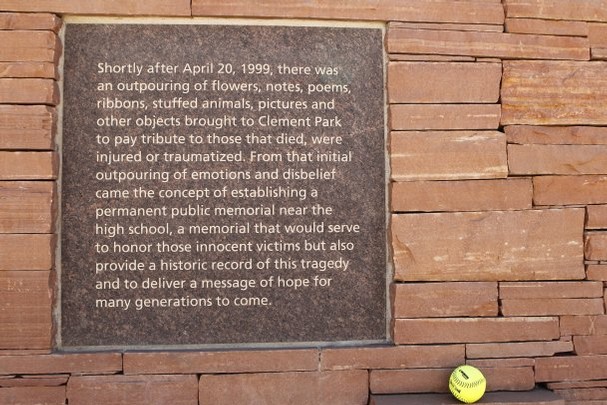 Shortly after April 20, 1999, there was
an outpouring of flowers, notes, poems,
ribbons, stuffed animals, pictures and
other objects brought to Clement Park
to pay tribute to those that died, were
injured or traumatized. From that initial
outpouring of emotions and disbelief
came the concept of establishing a
permanent public memorial near the
high school, a memorial that would serve
to honor those innocent victims but also
provide a historic record of this tragedy
and to deliver a message of hope for
many generations to come.